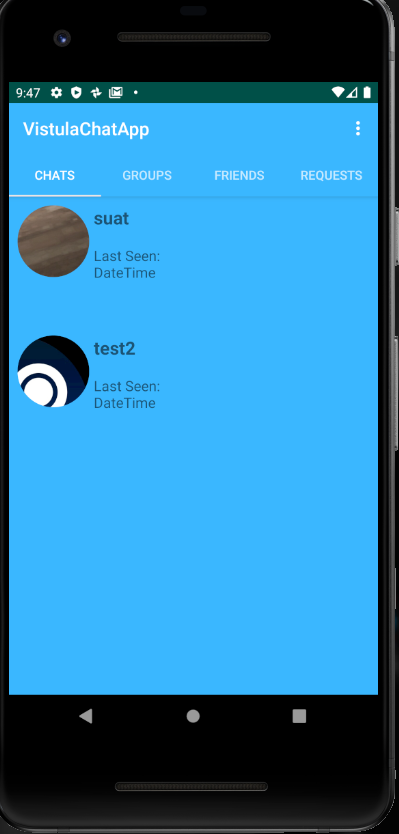 9:47
VistulaChatApp
CHATS GROUPS FRIENDS REQUESTS
suat
Last Seen:
DateTime
test2
Last Seen:
DateTime